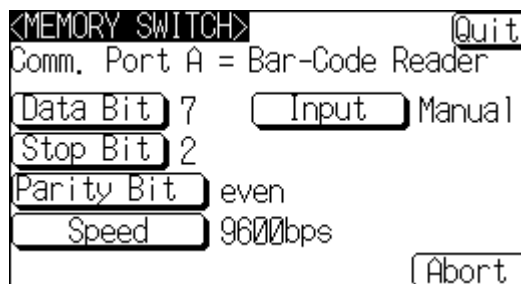 <MEMORY SWITCH> Quit
Comm. Port A = Bar-Code Reader
Data Bit 7 Input Manual
Stop Bit 2
Parity Bit even
Speed 9600bps
Abort